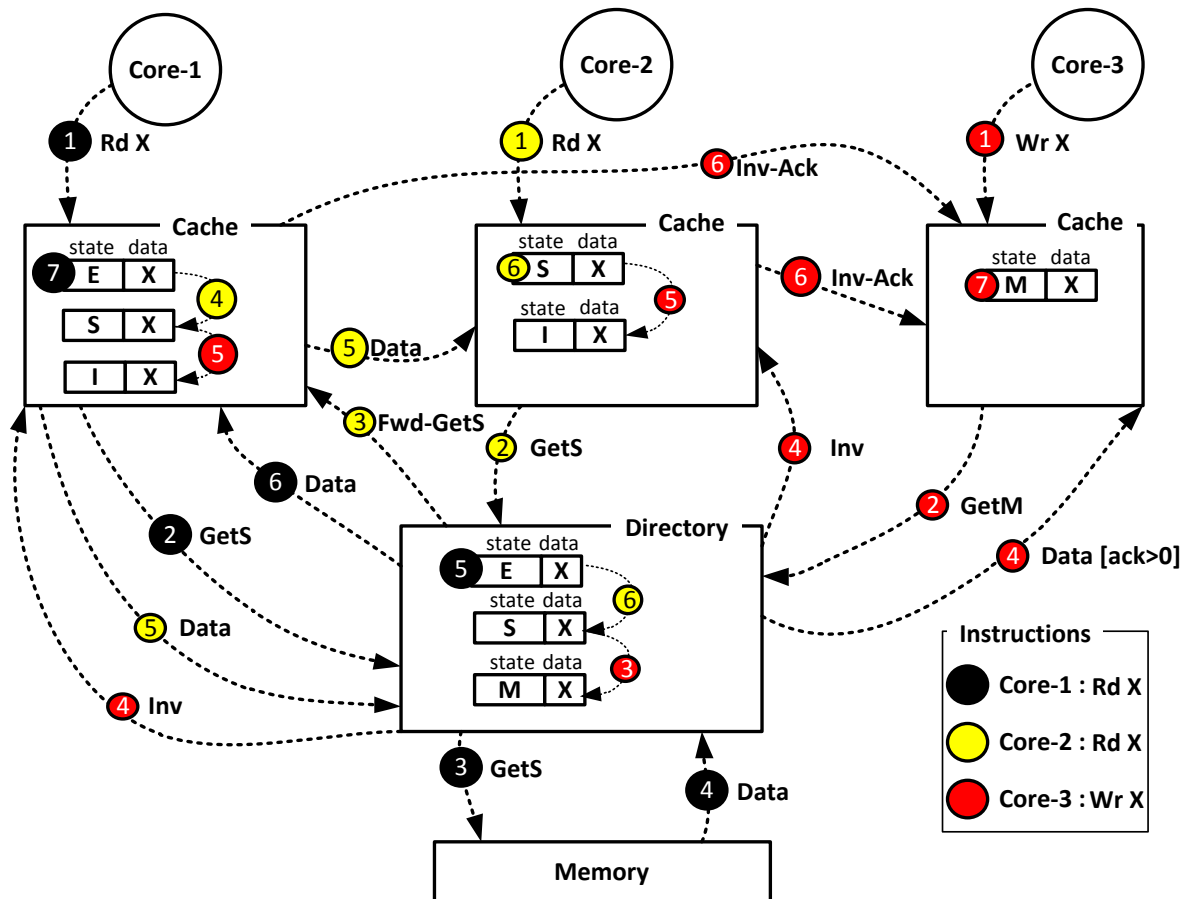 Core-1
Core-2
Core-3
1 Rd X
1 Rd X
1 Wr X
6 Inv-Ack
Cache
state data
7 E X
4
S X
5
I X
Cache
state data
6 S X
5
state data
I X
Cache
state data
7 M X
6 Inv-Ack
5 Data
3 Fwd-GetS
2 GetS
4 Inv
6 Data
2 GetM
2 GetS
4 Data [ack>0]
5 Data
4 Inv
Directory
state data
5 E X
6
state data
S X
3
state data
M X
3 GetS
4 Data
Memory
Instructions
Core-1 : Rd X
Core-2 : Rd X
Core-3 : Wr X